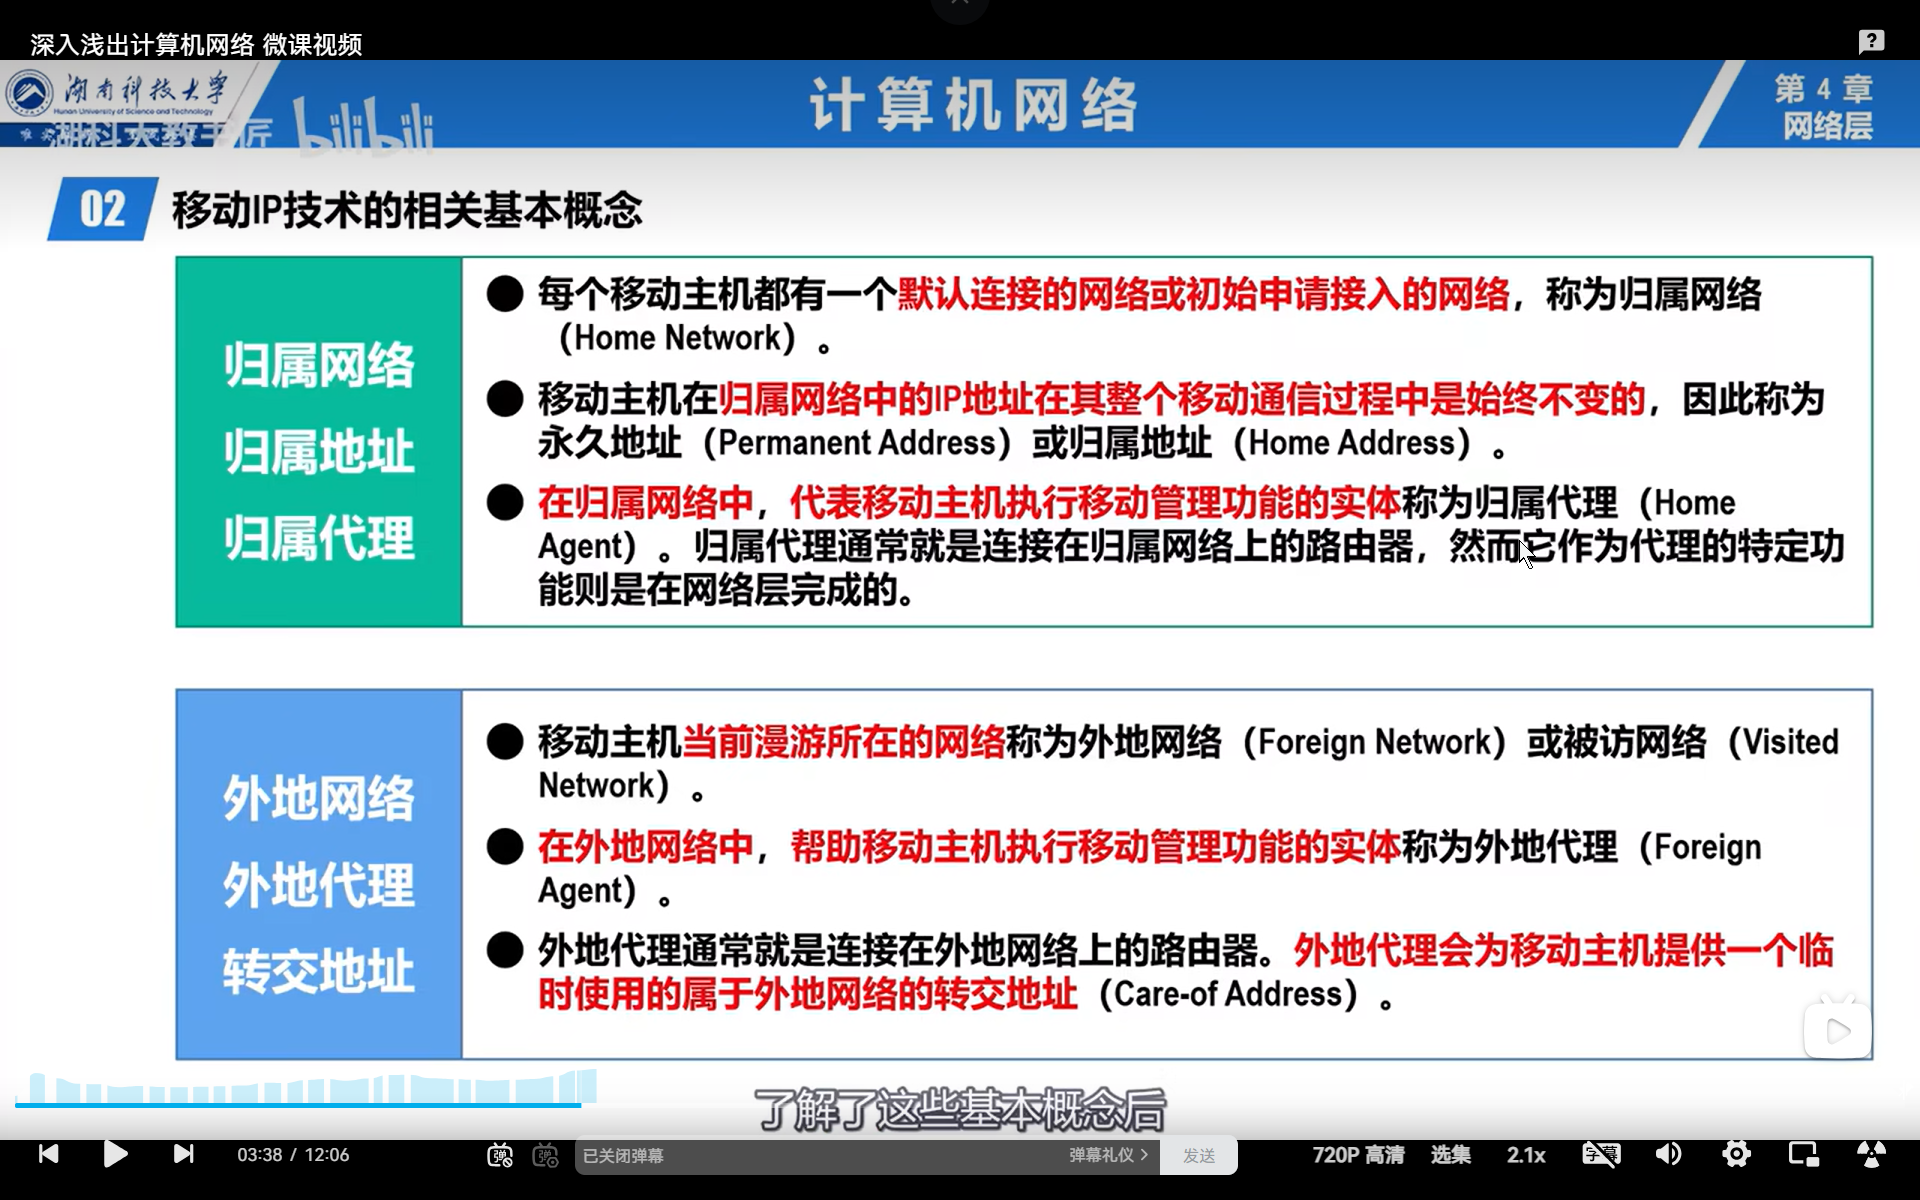 深入浅出计算机网络 微课视频
湖南科技大学
Hunan University of Science and Technology
湖科大教书匠 bilibili
计算机网络
第 4 章
网络层
02 移动IP技术的相关基本概念
归属网络
归属地址
归属代理
● 每个移动主机都有一个默认连接的网络或初始申请接入的网络，称为归属网络
（Home Network）。
● 移动主机在归属网络中的IP地址在其整个移动通信过程中是始终不变的，因此称为
永久地址（Permanent Address）或归属地址（Home Address）。
● 在归属网络中，代表移动主机执行移动管理功能的实体称为归属代理（Home
Agent）。归属代理通常就是连接在归属网络上的路由器，然而它作为代理的特定功
能则是在网络层完成的。
外地网络
外地代理
转交地址
● 移动主机当前漫游所在的网络称为外地网络（Foreign Network）或被访网络（Visited
Network）。
● 在外地网络中，帮助移动主机执行移动管理功能的实体称为外地代理（Foreign
Agent）。
● 外地代理通常就是连接在外地网络上的路由器。外地代理会为移动主机提供一个临
时使用的属于外地网络的转交地址（Care-of Address）。
了解了这些基本概念后
03:38 / 12:06
弹
弹
已关闭弹幕
弹幕礼仪 >
发送
720P 高清
选集
2.1x
字幕